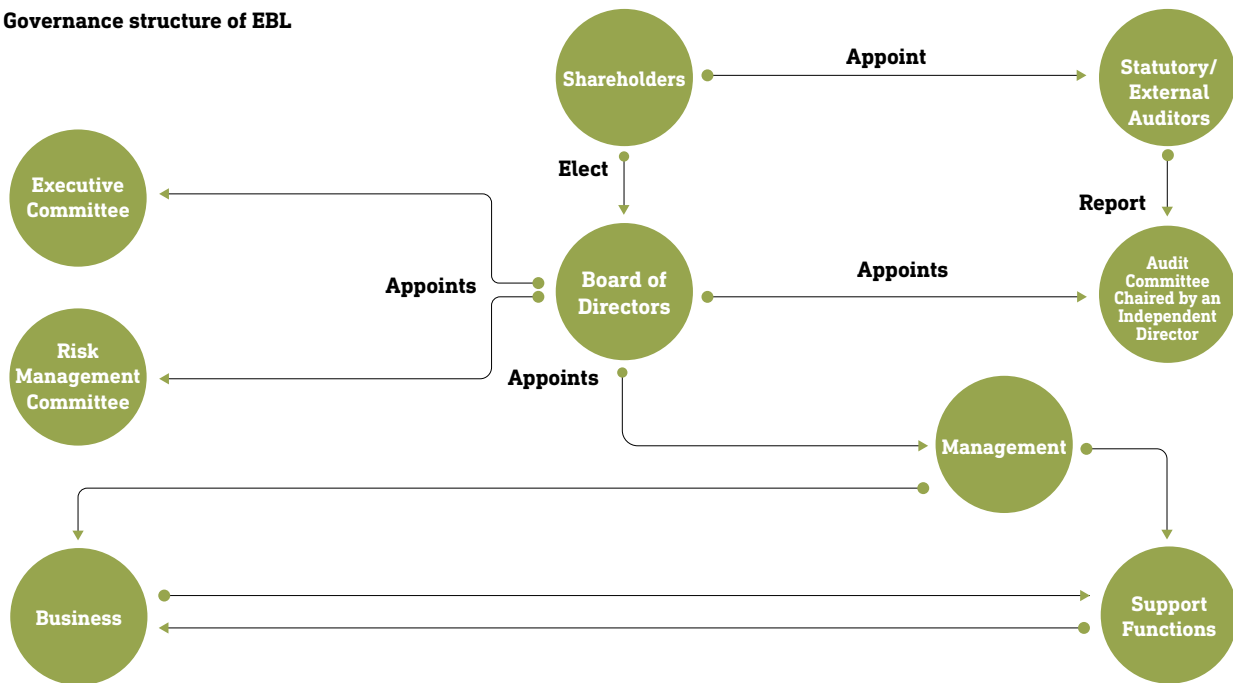 Governance structure of EBL
Shareholders
Appoint
Statutory/
External
Auditors
Elect
Report
Executive
Committee
Appoints
Board of
Directors
Appoints
Audit
Committee
Chaired by an
Independent
Director
Risk
Management
Committee
Appoints
Management
Business
Support
Functions